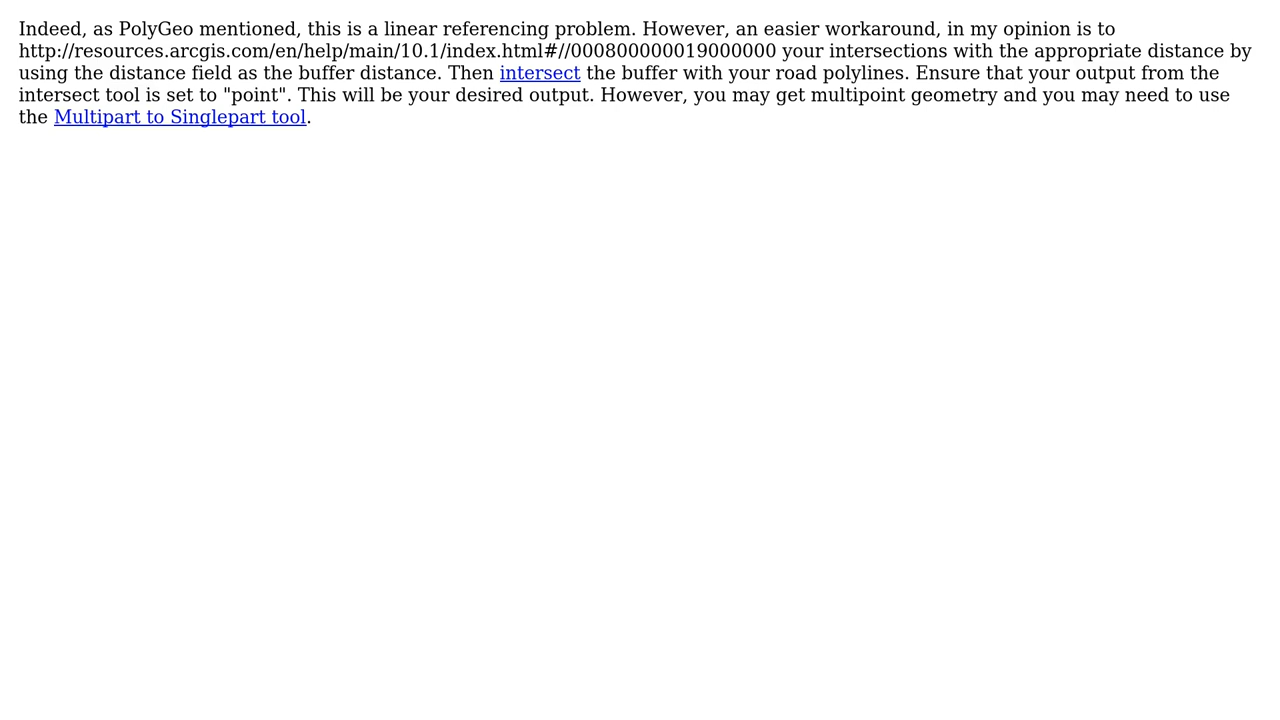 Indeed, as PolyGeo mentioned, this is a linear referencing problem. However, an easier workaround, in my opinion is to
http://resources.arcgis.com/en/help/main/10.1/index.html#//000800000019000000 your intersections with the appropriate distance by
using the distance field as the buffer distance. Then intersect the buffer with your road polylines. Ensure that your output from the
intersect tool is set to "point". This will be your desired output. However, you may get multipoint geometry and you may need to use
the Multipart to Singlepart tool.